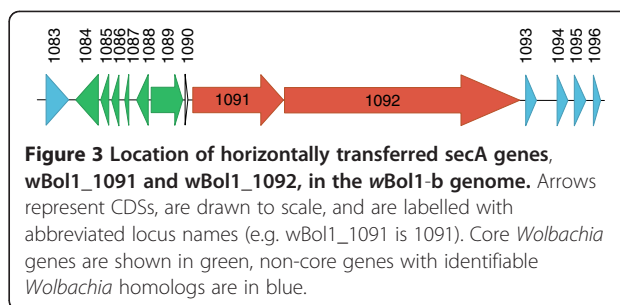 1083
1084
1085
1086
1087
1088
1089
1090
1093
1094
1095
1096
1091
1092
Figure 3 Location of horizontally transferred secA genes,
wBol1_1091 and wBol1_1092, in the wBol1-b genome. Arrows
represent CDSs, are drawn to scale, and are labelled with
abbreviated locus names (e.g. wBol1_1091 is 1091). Core Wolbachia
genes are shown in green, non-core genes with identifiable
Wolbachia homologs are in blue.